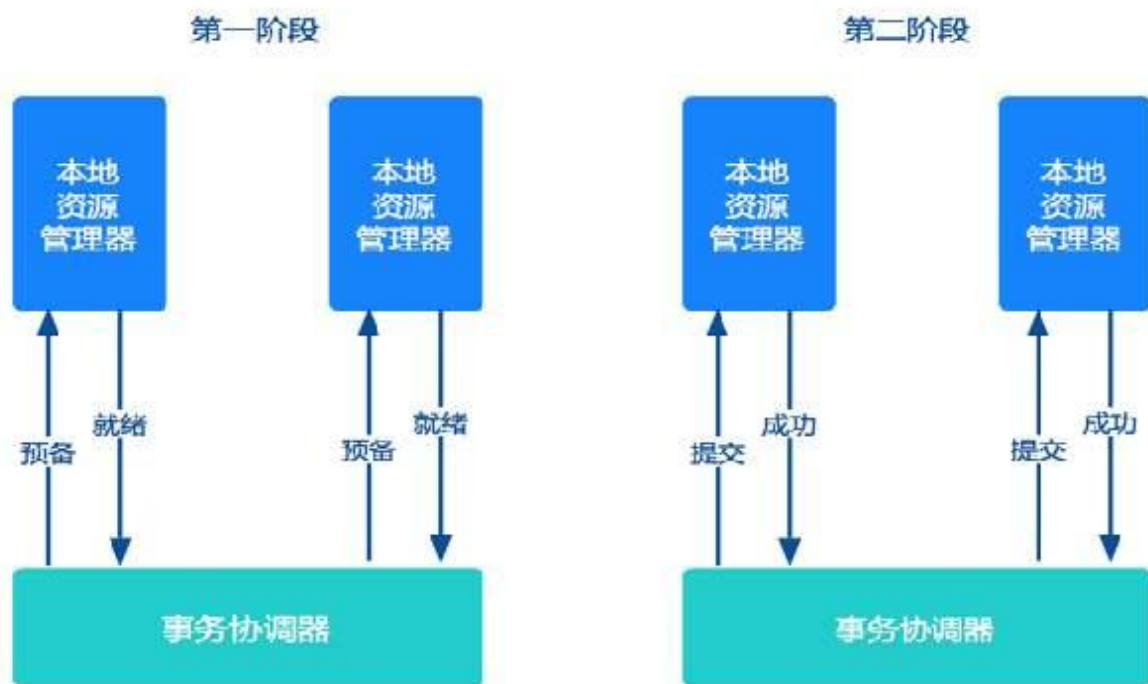 第一阶段
第二阶段
本地
资源
管理器
本地
资源
管理器
本地
资源
管理器
本地
资源
管理器
就绪
预备
就绪
预备
成功
提交
成功
提交
事务协调器
事务协调器